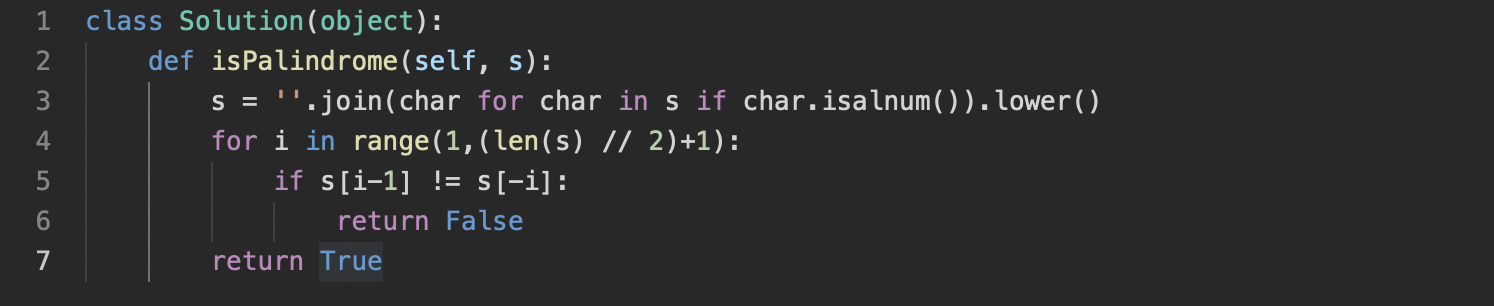 1 class Solution(object):
2     def isPalindrome(self, s):
3         s = ''.join(char for char in s if char.isalnum()).lower()
4         for i in range(1,(len(s) // 2)+1):
5             if s[i-1] != s[-i]:
6                 return False
7         return True